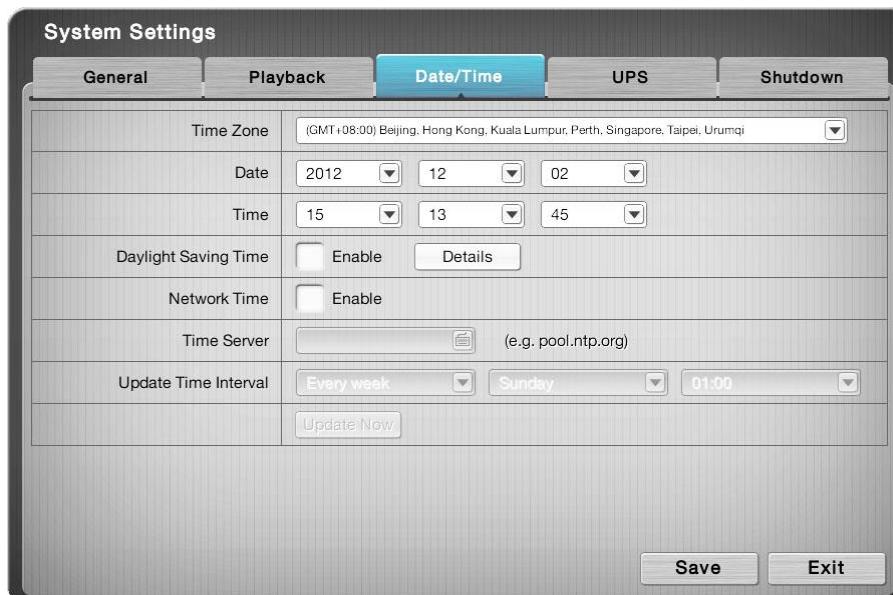 System Settings
General Playback Date/Time UPS Shutdown
Time Zone (GMT+08:00) Beijing, Hong Kong, Kuala Lumpur, Perth, Singapore, Taipei, Urumqi
Date 2012 12 02
Time 15 13 45
Daylight Saving Time Enable Details
Network Time Enable
Time Server (e.g. pool.ntp.org)
Update Time Interval Every week Sunday 01:00
Update Now
Save Exit